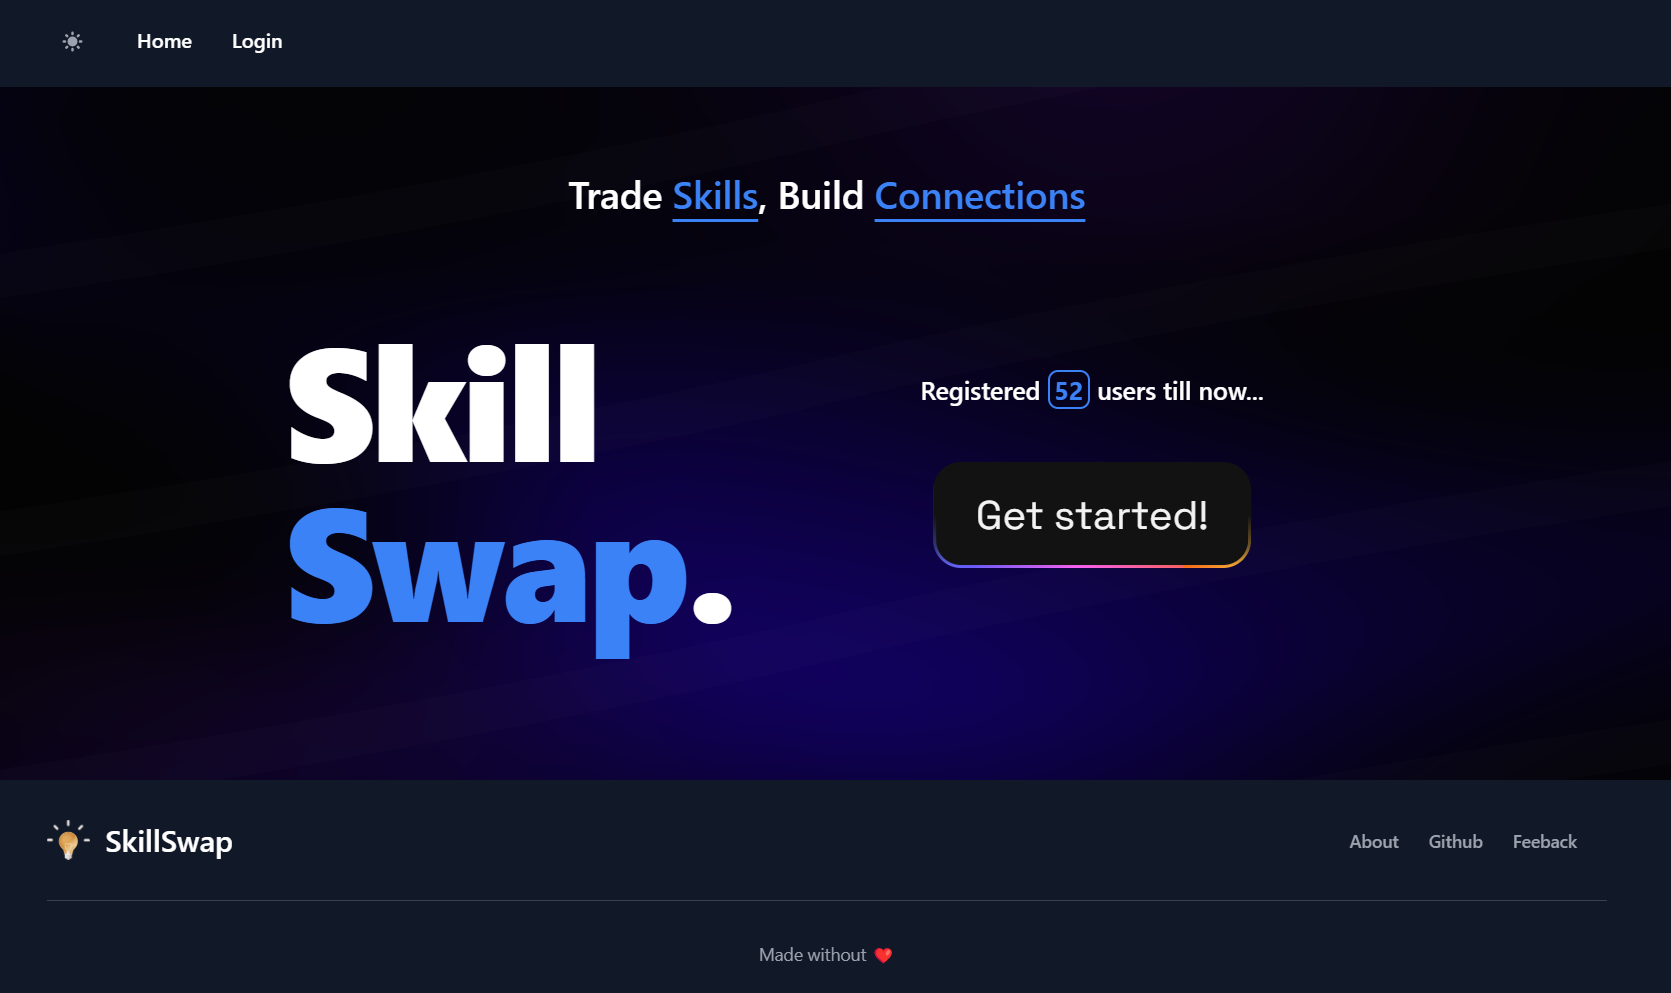 Home Login
Trade Skills, Build Connections
Skill
Swap.
Registered 52 users till now...
Get started!
SkillSwap
About Github Feeback
Made without ❤️